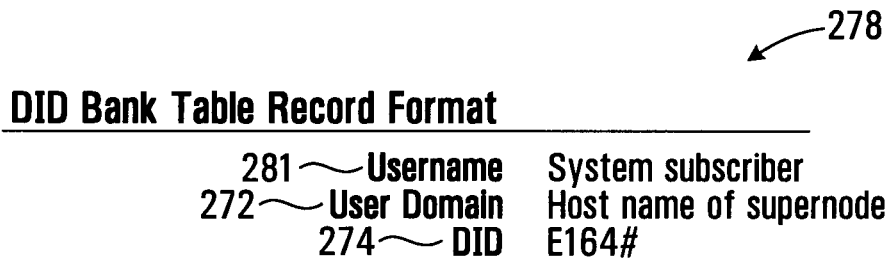 278
DID Bank Table Record Format
281 Username System subscriber
272 User Domain Host name of supernode
274 DID E164#